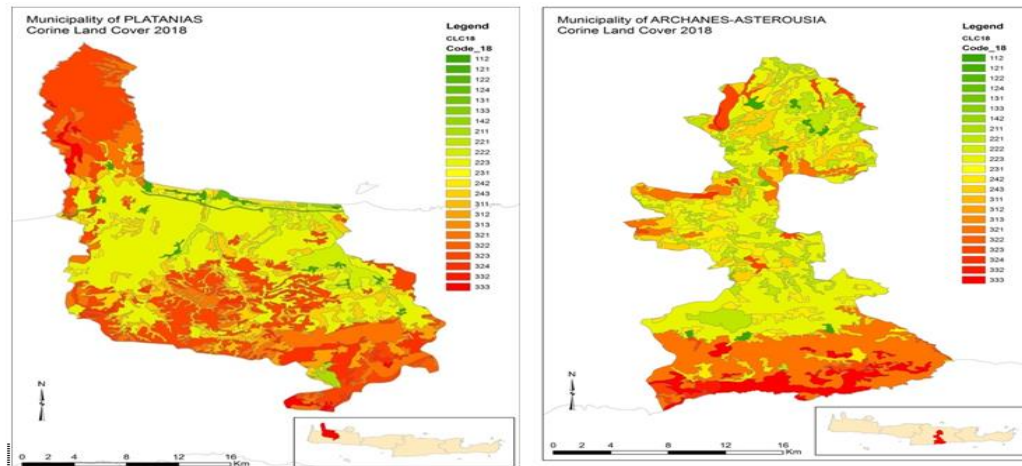 Municipality of PLATANIAS
Corine Land Cover 2018
Legend
CLC18
Code_18
112
121
122
124
131
133
142
211
221
222
223
231
242
243
311
312
313
321
322
323
324
332
333
N
0 2 4 8 12 16
Km
Municipality of ARCHANES-ASTEROUSIA
Corine Land Cover 2018
Legend
CLC18
Code_18
112
121
122
124
131
133
142
211
221
222
223
231
242
243
311
312
313
321
322
323
324
332
333
N
0 2 4 8 12 16
Km